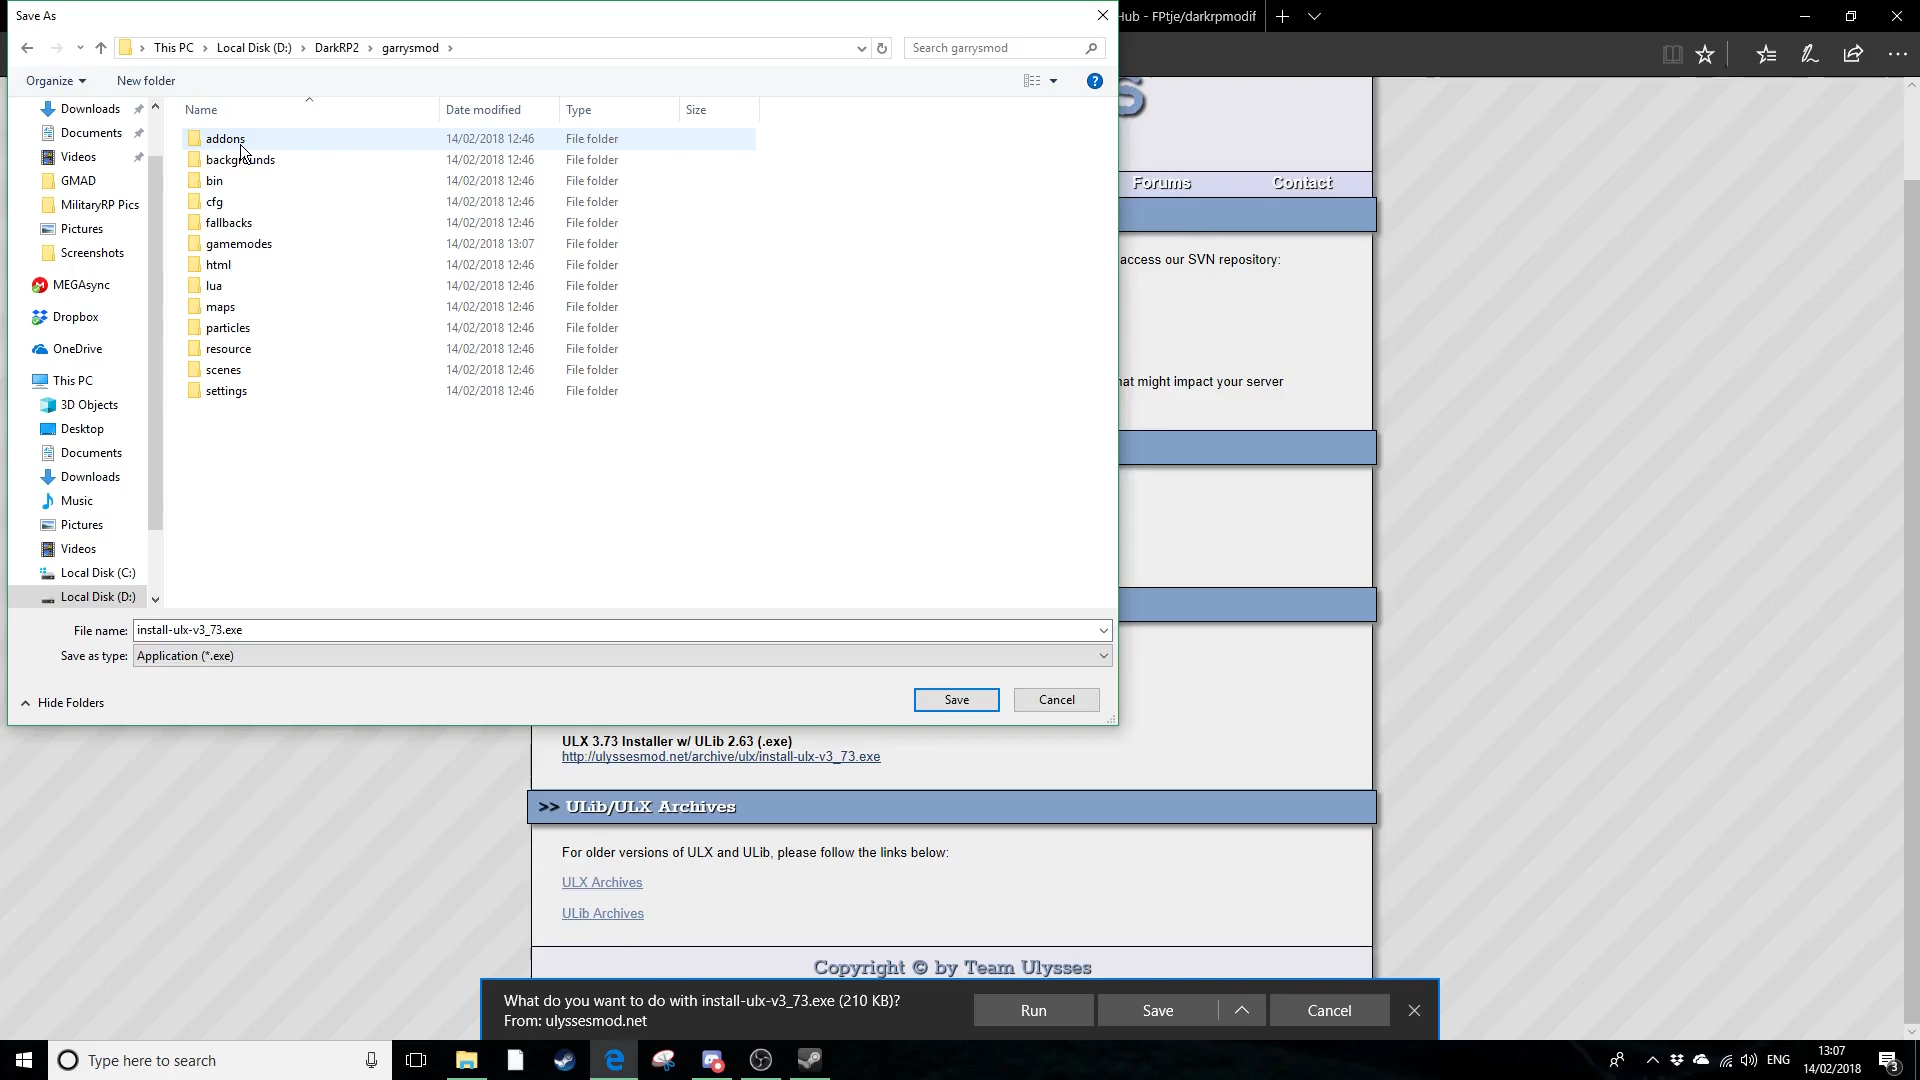 Save As
Hub - FPtje/darkrpmodif
This PC
Local Disk (D:)
DarkRP2
garrysmod
Search garrysmod
Organize
New folder
Name
Date modified
Type
Size
Downloads
Documents
Videos
GMAD
MilitaryRP Pics
Pictures
Screenshots
MEGAsync
Dropbox
OneDrive
This PC
3D Objects
Desktop
Documents
Downloads
Music
Pictures
Videos
Local Disk (C:)
Local Disk (D:)
addons 14/02/2018 12:46 File folder
backgrounds 14/02/2018 12:46 File folder
bin 14/02/2018 12:46 File folder
cfg 14/02/2018 12:46 File folder
fallbacks 14/02/2018 12:46 File folder
gamemodes 14/02/2018 13:07 File folder
html 14/02/2018 12:46 File folder
lua 14/02/2018 12:46 File folder
maps 14/02/2018 12:46 File folder
particles 14/02/2018 12:46 File folder
resource 14/02/2018 12:46 File folder
scenes 14/02/2018 12:46 File folder
settings 14/02/2018 12:46 File folder
File name: install-ulx-v3_73.exe
Save as type: Application (*.exe)
Hide Folders
Save
Cancel
S
Forums
Contact
access our SVN repository:
hat might impact your server
ULX 3.73 Installer w/ ULib 2.63 (.exe)
http://ulyssesmod.net/archive/ulx/install-ulx-v3_73.exe
>> ULib/ULX Archives
For older versions of ULX and ULib, please follow the links below:
ULX Archives
ULib Archives
Copyright © by Team Ulysses
What do you want to do with install-ulx-v3_73.exe (210 KB)?
From: ulyssesmod.net
Run
Save
Cancel
Type here to search
ENG
13:07
14/02/2018
3